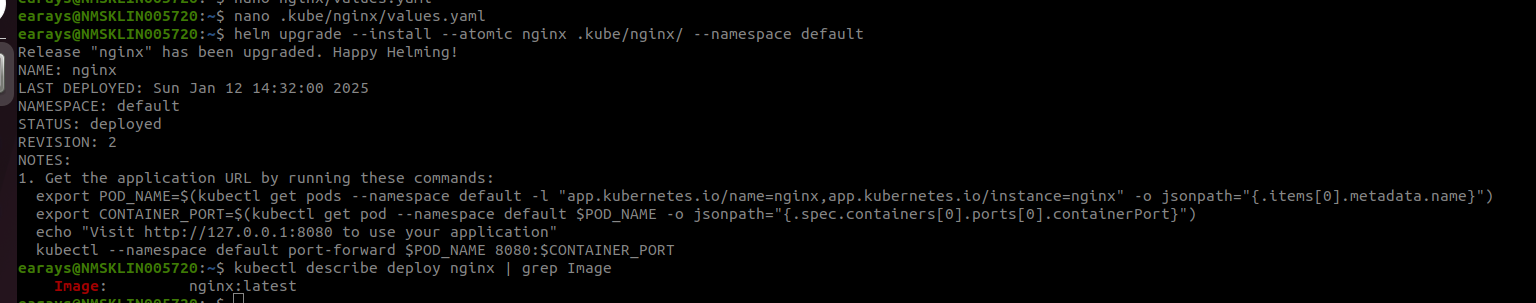 earays@NMSKLIN005720:~$ nano nginx/values.yaml
earays@NMSKLIN005720:~$ nano .kube/nginx/values.yaml
earays@NMSKLIN005720:~$ helm upgrade --install --atomic nginx .kube/nginx/ --namespace default
Release "nginx" has been upgraded. Happy Helming!
NAME: nginx
LAST DEPLOYED: Sun Jan 12 14:32:00 2025
NAMESPACE: default
STATUS: deployed
REVISION: 2
NOTES:
1. Get the application URL by running these commands:
  export POD_NAME=$(kubectl get pods --namespace default -l "app.kubernetes.io/name=nginx,app.kubernetes.io/instance=nginx" -o jsonpath="{.items[0].metadata.name}")
  export CONTAINER_PORT=$(kubectl get pod --namespace default $POD_NAME -o jsonpath="{.spec.containers[0].ports[0].containerPort}")
  echo "Visit http://127.0.0.1:8080 to use your application"
  kubectl --namespace default port-forward $POD_NAME 8080:$CONTAINER_PORT
earays@NMSKLIN005720:~$ kubectl describe deploy nginx | grep Image
    Image:         nginx:latest
earays@NMSKLIN005720:~$